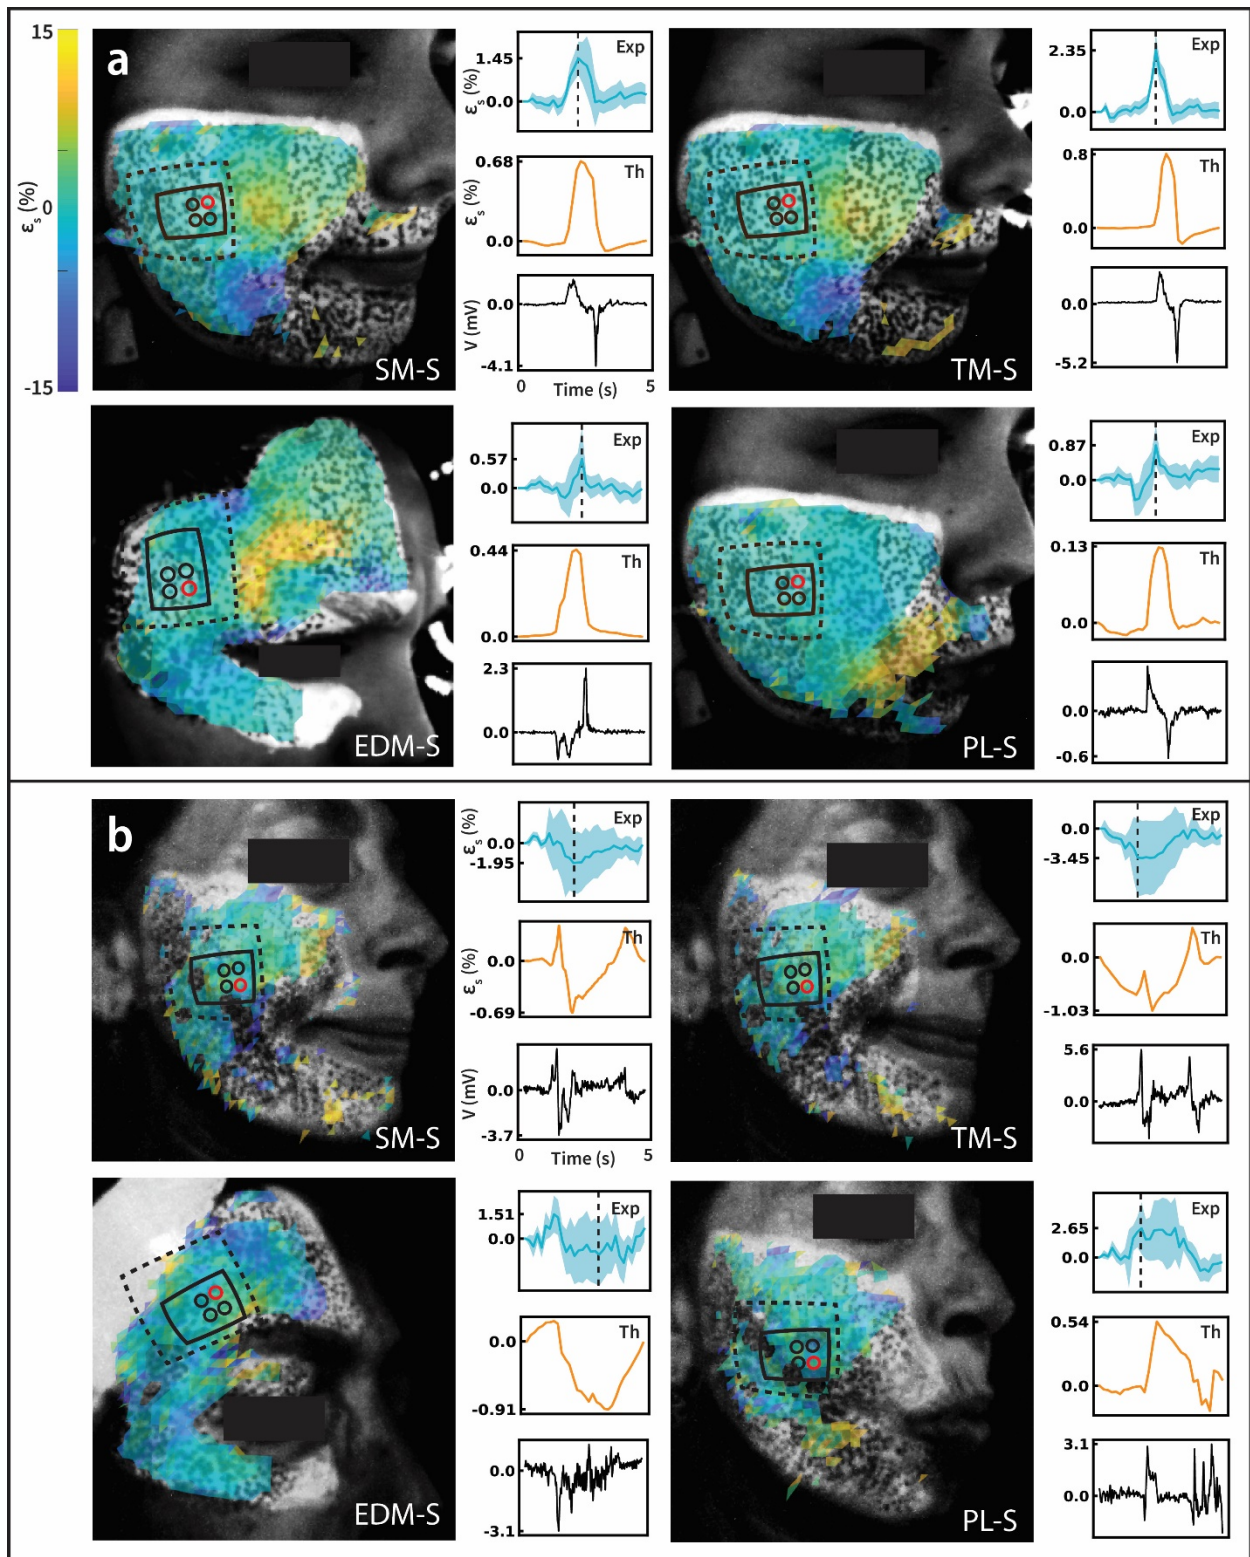 15
0
-15
εs (%)
a
SM-S
εs (%)
1.45
0.0
Exp
εs (%)
0.68
0.0
Th
V (mV)
0.0
-4.1
0
5
Time (s)
TM-S
2.35
0.0
Exp
0.8
0.0
Th
0.0
-5.2
EDM-S
0.57
0.0
Exp
0.44
0.0
Th
2.3
0.0
PL-S
0.87
0.0
Exp
0.13
0.0
Th
0.0
-0.6
b
SM-S
εs (%)
0.0
-1.95
Exp
εs (%)
0.0
-0.69
Th
V (mV)
0.0
-3.7
0
5
Time (s)
TM-S
0.0
-3.45
Exp
0.0
-1.03
Th
5.6
0.0
EDM-S
1.51
0.0
Exp
0.0
-0.91
Th
0.0
-3.1
PL-S
2.65
0.0
Exp
0.54
0.0
Th
3.1
0.0